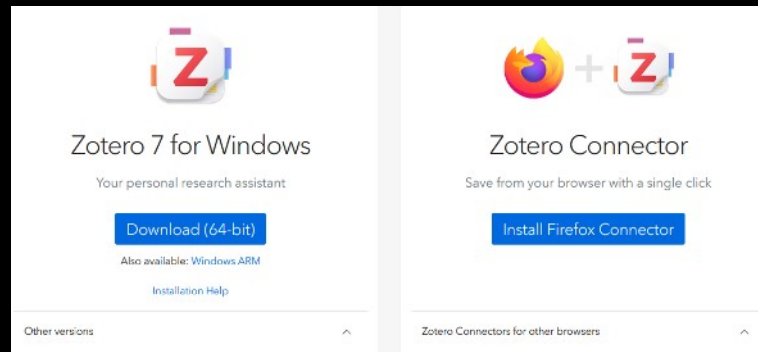 Z
Zotero 7 for Windows
Your personal research assistant
Download (64-bit)
Also available: Windows ARM
Installation Help
Other versions
Z
Zotero Connector
Save from your browser with a single click
Install Firefox Connector
Zotero Connectors for other browsers